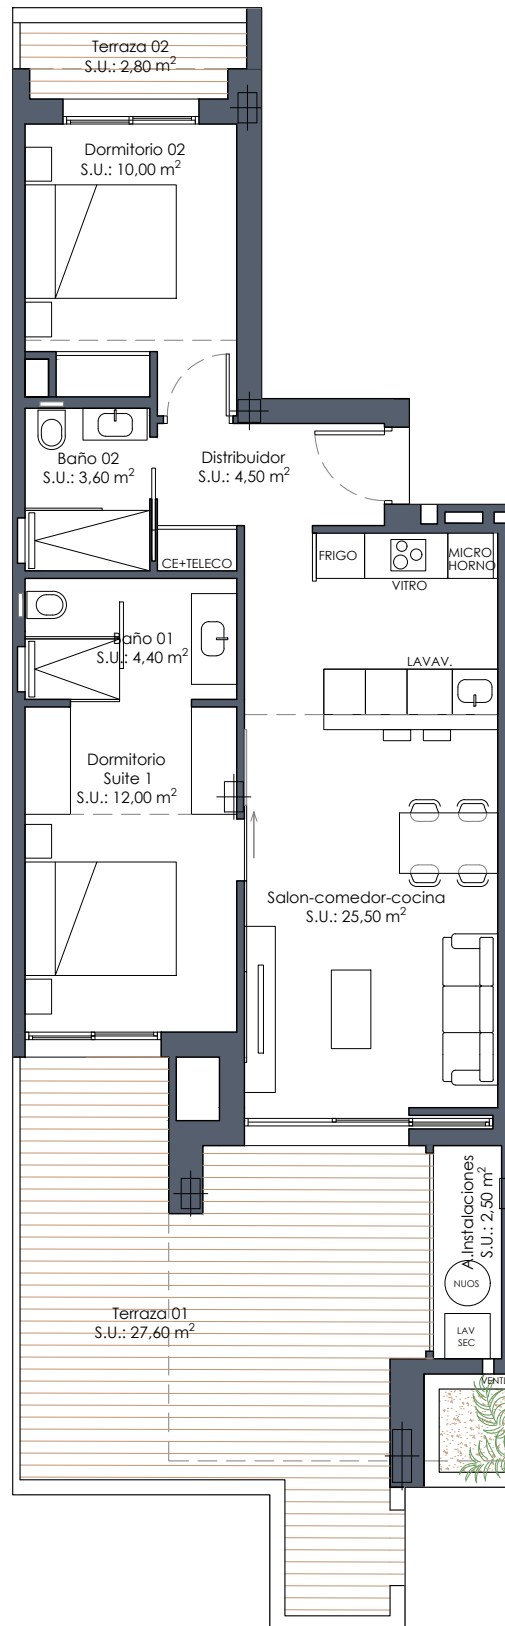 Terraza 02
S.U.: 2,80 m²
Dormitorio 02
S.U.: 10,00 m²
Baño 02
S.U.: 3,60 m²
Distribuidor
S.U.: 4,50 m²
CE+TELECO
FRIGO
VITRO
MICRO
HORNO
Baño 01
S.U.: 4,40 m²
LAVAV.
Dormitorio
Suite 1
S.U.: 12,00 m²
Salon-comedor-cocina
S.U.: 25,50 m²
A.Instalaciones
S.U.: 2,50 m²
NUOS
LAV
SEC
Terraza 01
S.U.: 27,60 m²